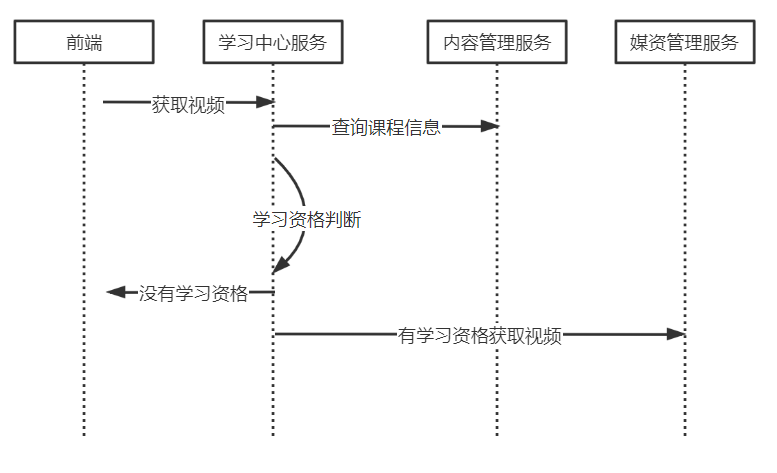 前端
学习中心服务
内容管理服务
媒资管理服务
获取视频
查询课程信息
学习资格判断
没有学习资格
有学习资格获取视频